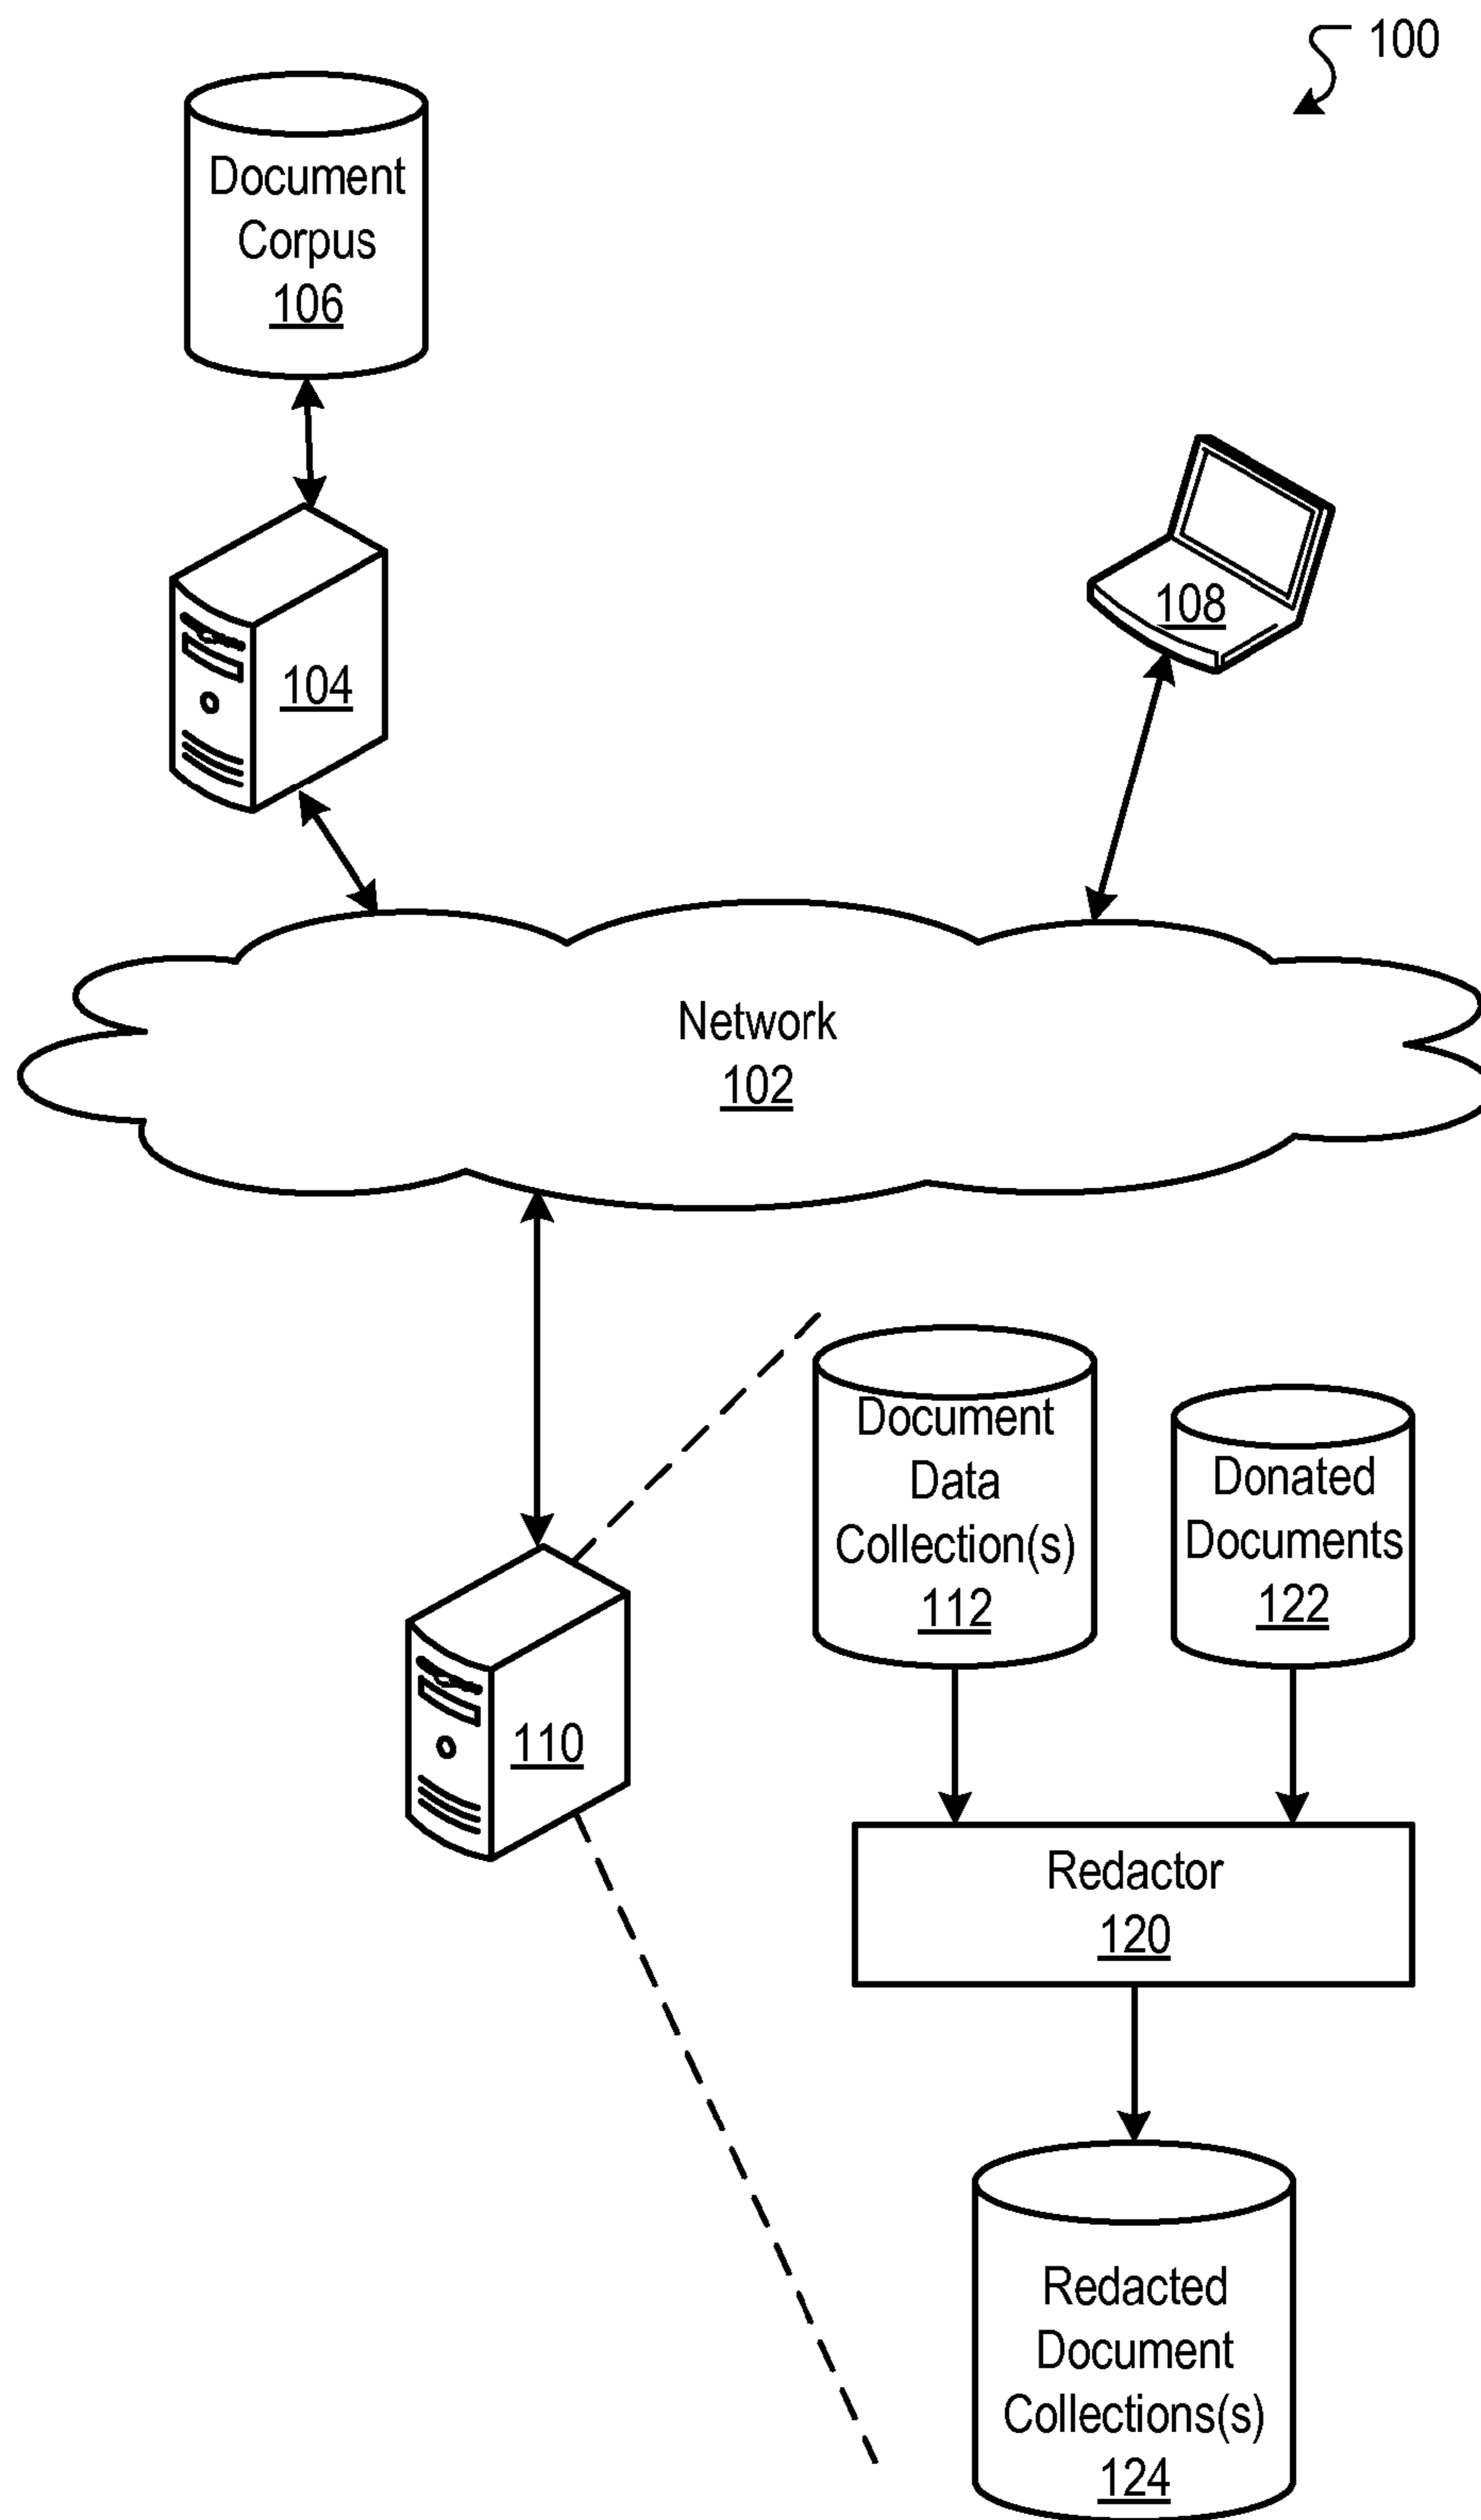 100
Document
Corpus
106
104
108
Network
102
Document
Data
Collection(s)
112
Donated
Documents
122
110
Redactor
120
Redacted
Document
Collections(s)
124